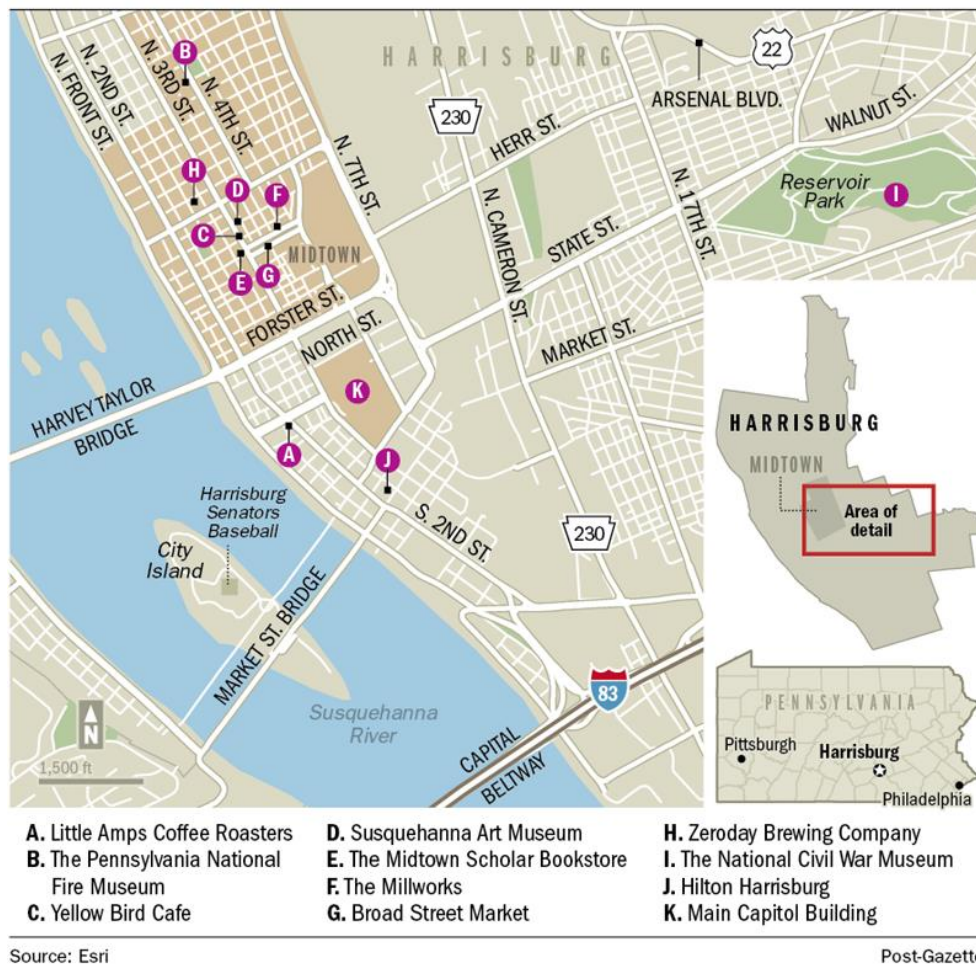 HARRISBURG
22
230
ARSENAL BLVD.
WALNUT ST.
HERR ST.
N. 2ND ST.
N. FRONT ST.
N. 3RD ST.
N. 4TH ST.
N. 7TH ST.
N. CAMERON ST.
N. 17TH ST.
STATE ST.
Reservoir
Park
B
H
D
F
I
C
E
G
MIDTOWN
FORSTER ST.
NORTH ST.
MARKET ST.
K
HARVEY TAYLOR
BRIDGE
A
J
Harrisburg
Senators
Baseball
City
Island
S. 2ND ST.
230
MARKET ST. BRIDGE
83
Susquehanna
River
CAPITAL
BELTWAY
N
1,500 ft
HARRISBURG
MIDTOWN
Area of
detail
PENNSYLVANIA
Pittsburgh
Harrisburg
Philadelphia
A. Little Amps Coffee Roasters
B. The Pennsylvania National
Fire Museum
C. Yellow Bird Cafe
D. Susquehanna Art Museum
E. The Midtown Scholar Bookstore
F. The Millworks
G. Broad Street Market
H. Zeroday Brewing Company
I. The National Civil War Museum
J. Hilton Harrisburg
K. Main Capitol Building
Source: Esri
Post-Gazette